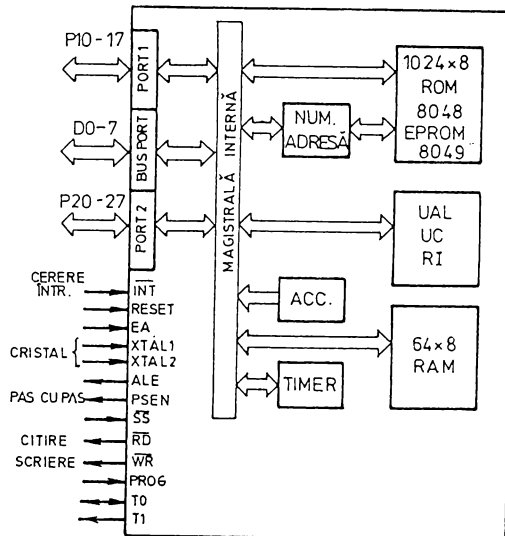 P10-17
PORT 1
D0-7
BUS PORT
P20-27
PORT 2
MAGISTRALĂ INTERNĂ
1024×8
ROM
8048
EPROM
8049
NUM.
ADRESĂ
UAL
UC
RI
ACC.
64×8
RAM
TIMER
CERERE
ÎNTR.
INT
RESET
EA
CRISTAL
XTAL1
XTAL2
ALE
PAS CU PAS
PSEN
SS
CITIRE
RD
SCRIERE
WR
PROG
T0
T1